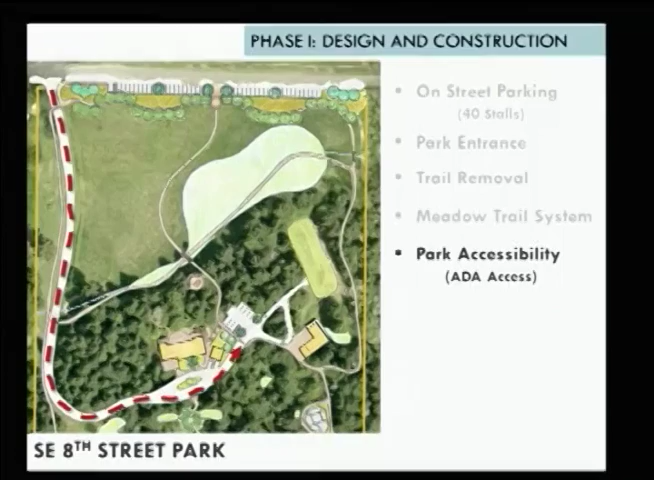 PHASE I: DESIGN AND CONSTRUCTION
• On Street Parking
(40 Stalls)
• Park Entrance
• Trail Removal
• Meadow Trail System
• Park Accessibility
(ADA Access)
SE 8TH STREET PARK